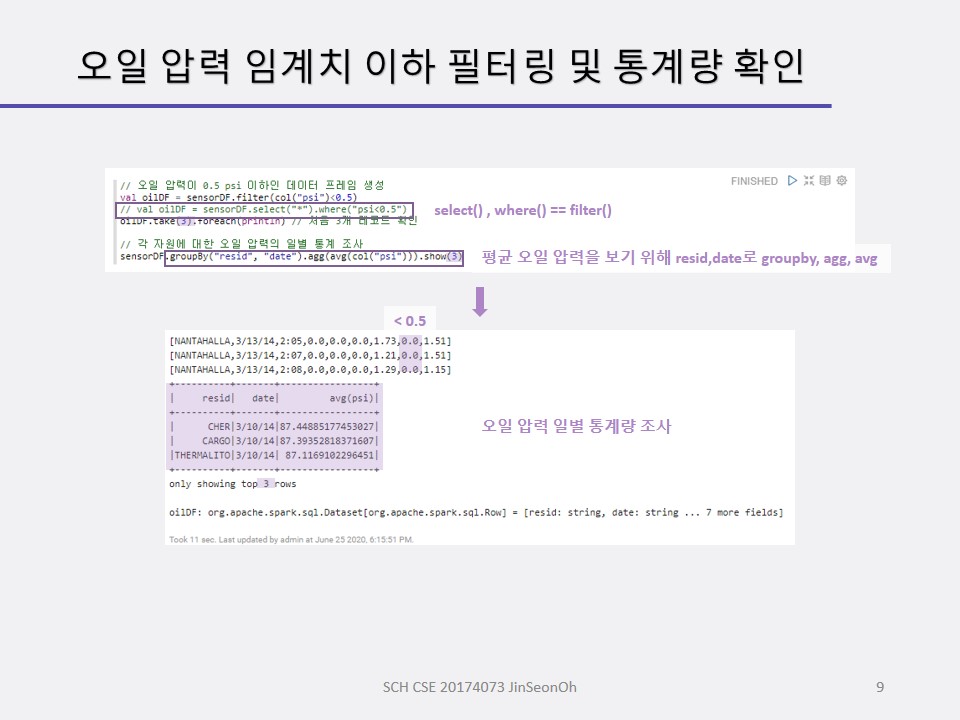 오일 압력 임계치 이하 필터링 및 통계량 확인
FINISHED
// 오일 압력이 0.5 psi 이하인 데이터 프레임 생성
val oilDF = sensorDF.filter(col("psi")<0.5)
// val oilDF = sensorDF.select("*").where("psi<0.5")
select() , where() == filter()
oilDF.take(3).foreach(println) // 처음 3개 레코드 확인
// 각 자원에 대한 오일 압력의 일별 통계 조사
sensorDF.groupBy("resid", "date").agg(avg(col("psi"))).show(3)
평균 오일 압력을 보기 위해 resid,date로 groupby, agg, avg
< 0.5
[NANTAHALLA,3/13/14,2:05,0.0,0.0,0.0,1.73,0.0,1.51]
[NANTAHALLA,3/13/14,2:07,0.0,0.0,0.0,1.21,0.0,1.51]
[NANTAHALLA,3/13/14,2:08,0.0,0.0,0.0,1.29,0.0,1.15]
+----------+-------+-----------------+
|     resid|   date|         avg(psi)|
+----------+-------+-----------------+
|      CHER|3/10/14|87.44885177453027|
|     CARGO|3/10/14|87.39352818371607|
|THERMALITO|3/10/14| 87.1169102296451|
+----------+-------+-----------------+
오일 압력 일별 통계량 조사
only showing top 3 rows
oilDF: org.apache.spark.sql.Dataset[org.apache.spark.sql.Row] = [resid: string, date: string ... 7 more fields]
Took 11 sec. Last updated by admin at June 25 2020, 6:15:51 PM.
SCH CSE 20174073 JinSeonOh
9